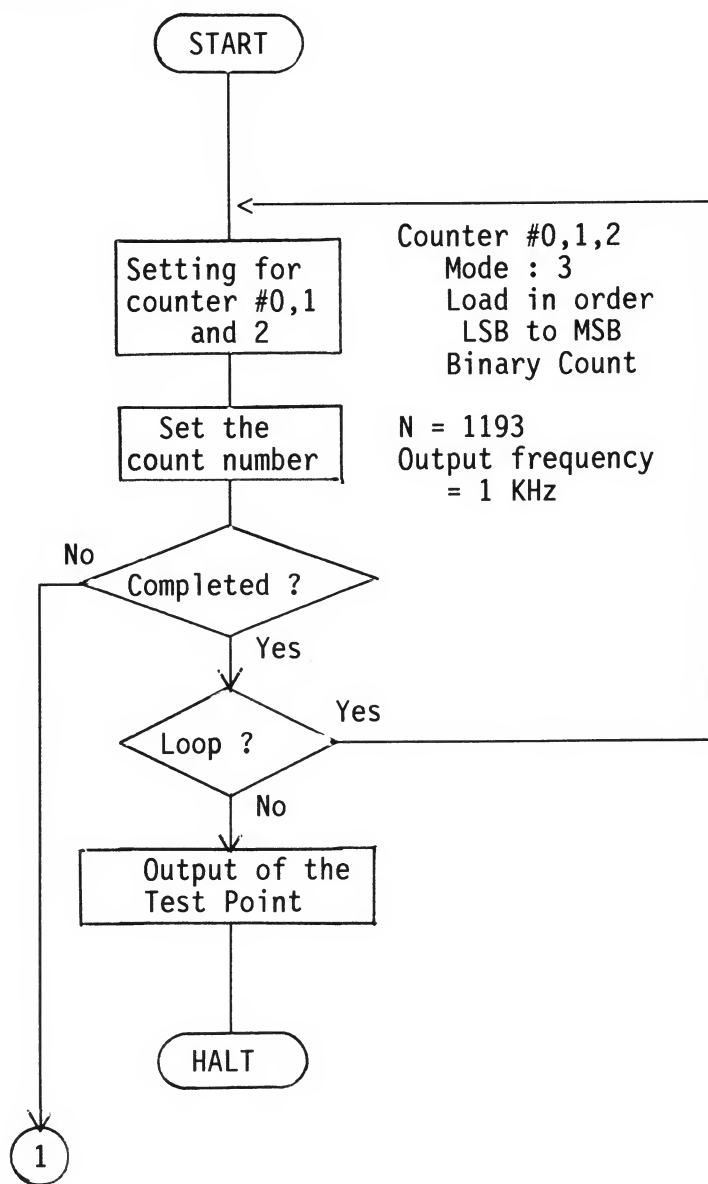 START
Setting for
counter #0,1
and 2
Counter #0,1,2
Mode : 3
Load in order
LSB to MSB
Binary Count
Set the
count number
N = 1193
Output frequency
= 1 KHz
No
Completed ?
Yes
Loop ?
Yes
No
Output of the
Test Point
HALT
1